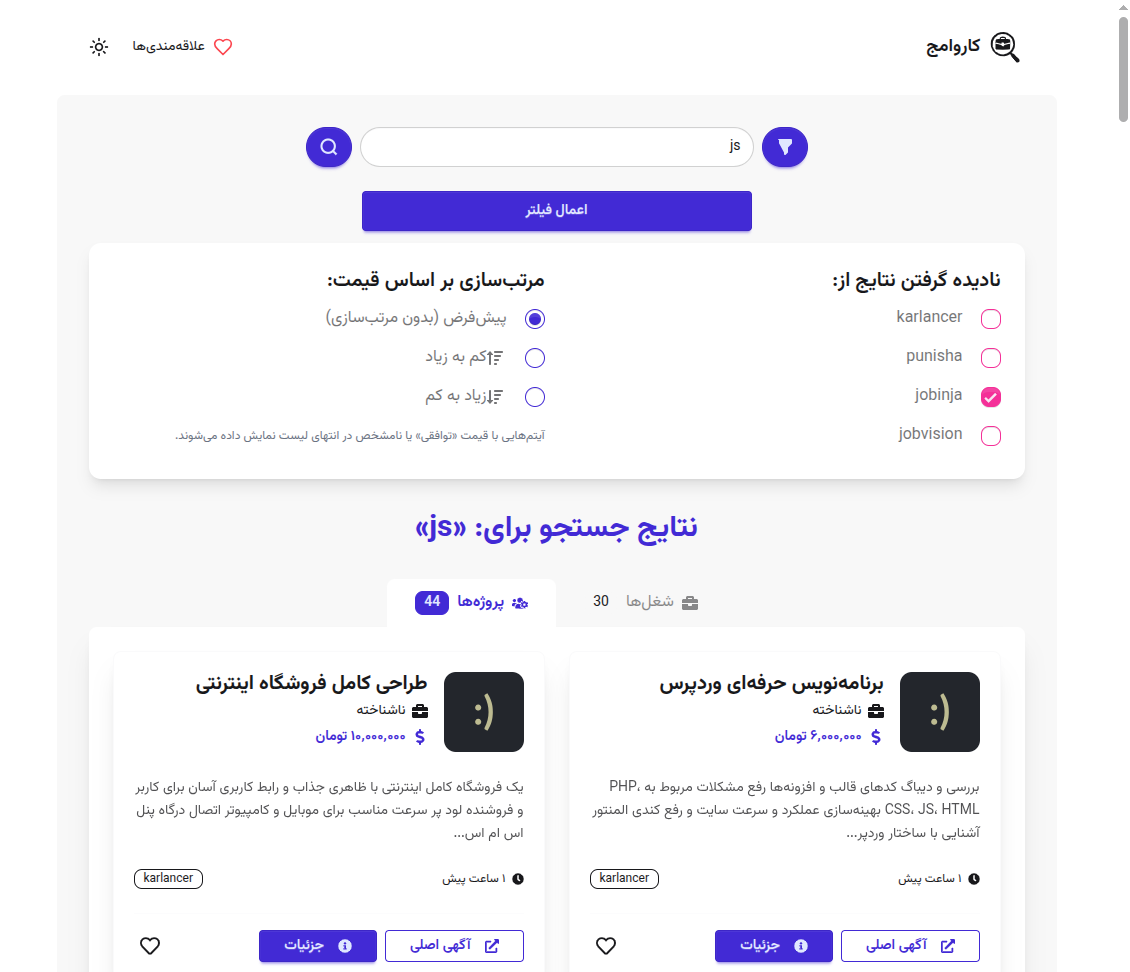 کاروامج
علاقه‌مندی‌ها
js
اعمال فیلتر
نادیده گرفتن نتایج از:
karlancer
punisha
jobinja
jobvision
مرتب‌سازی بر اساس قیمت:
پیش‌فرض (بدون مرتب‌سازی)
کم به زیاد
زیاد به کم
آیتم‌هایی با قیمت «توافقی» یا نامشخص در انتهای لیست نمایش داده می‌شوند.
نتایج جستجو برای: «js»
شغل‌ها 30
پروژه‌ها 44
برنامه‌نویس حرفه‌ای وردپرس
ناشناخته
۶,۰۰۰,۰۰۰ تومان
بررسی و دیباگ کدهای قالب و افزونه‌ها رفع مشکلات مربوط به PHP،
CSS، JS، HTML بهینه‌سازی عملکرد و سرعت سایت و رفع کندی المنتور
آشنایی با ساختار وردپر...
۱ ساعت پیش
karlancer
آگهی اصلی
جزئیات
طراحی کامل فروشگاه اینترنتی
ناشناخته
۱۰,۰۰۰,۰۰۰ تومان
یک فروشگاه کامل اینترنتی با ظاهری جذاب و رابط کاربری آسان برای کاربر
و فروشنده لود پر سرعت مناسب برای موبایل و کامپیوتر اتصال درگاه پنل
اس ام اس...
۱ ساعت پیش
karlancer
آگهی اصلی
جزئیات